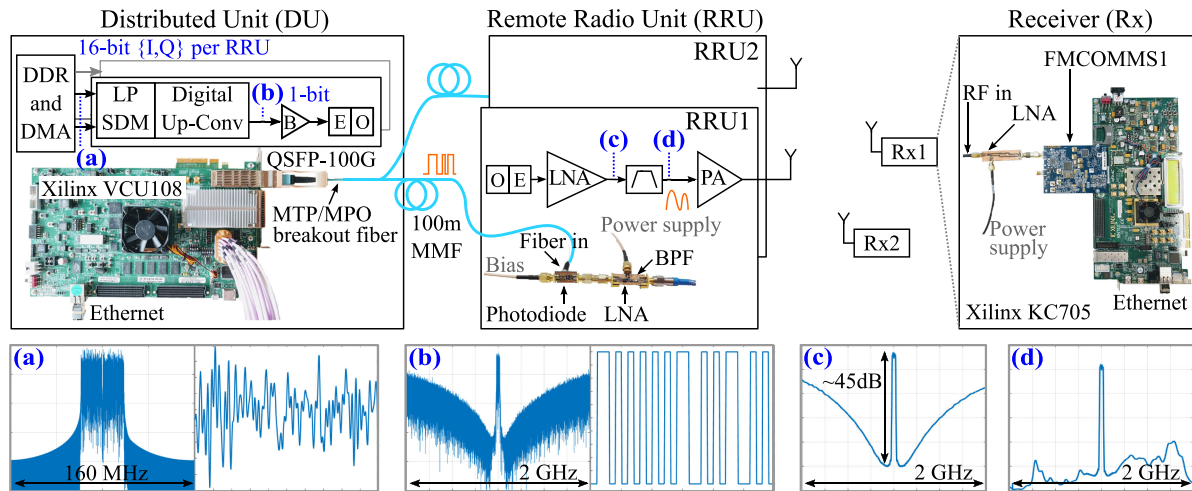 Distributed Unit (DU)
16-bit {I,Q} per RRU
DDR
and
DMA
LP
SDM
Digital
Up-Conv
(b)
1-bit
B
E
O
(a)
QSFP-100G
Xilinx VCU108
MTP/MPO
breakout fiber
Ethernet
100m
MMF
Remote Radio Unit (RRU)
RRU2
RRU1
(c)
(d)
O
E
LNA
PA
Power supply
Fiber in
BPF
Bias
Photodiode
LNA
Rx1
Rx2
Receiver (Rx)
FMCOMMS1
RF in
LNA
Power
supply
Ethernet
Xilinx KC705
(a)
160 MHz
(b)
2 GHz
(c)
~45dB
2 GHz
(d)
2 GHz